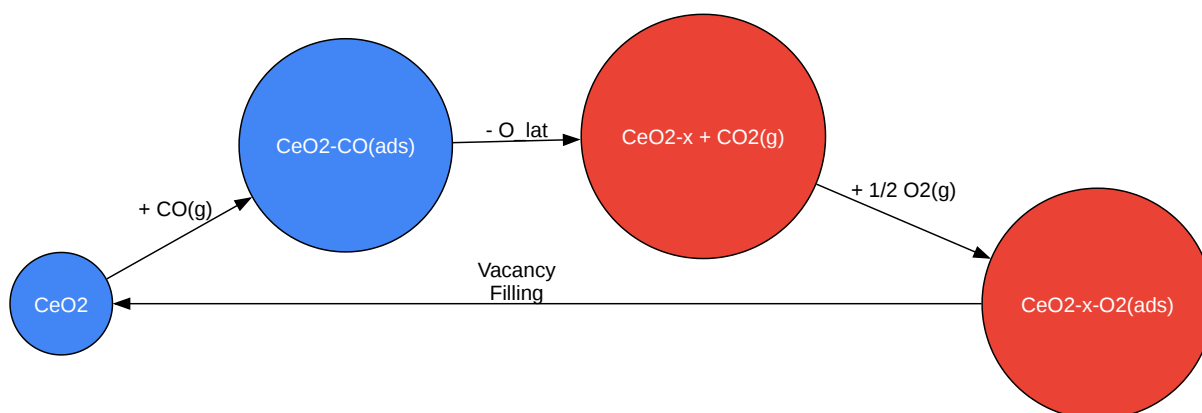 CeO2
+ CO(g)
CeO2-CO(ads)
- O_lat
CeO2-x + CO2(g)
+ 1/2 O2(g)
CeO2-x-O2(ads)
Vacancy
Filling